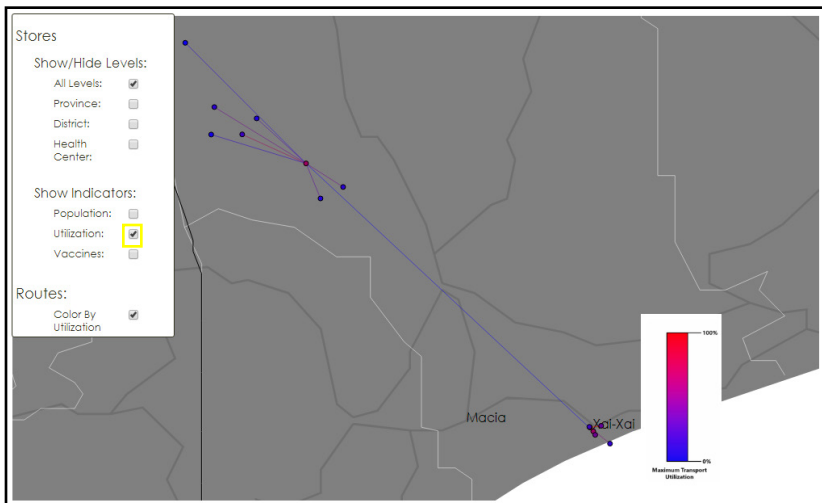 Stores
Show/Hide Levels:
All Levels:
Province:
District:
Health
Center:
Show Indicators:
Population:
Utilization:
Vaccines:
Routes:
Color By
Utilization
Macia
Xai-Xai
100%
0%
Maximum Transport
Utilization